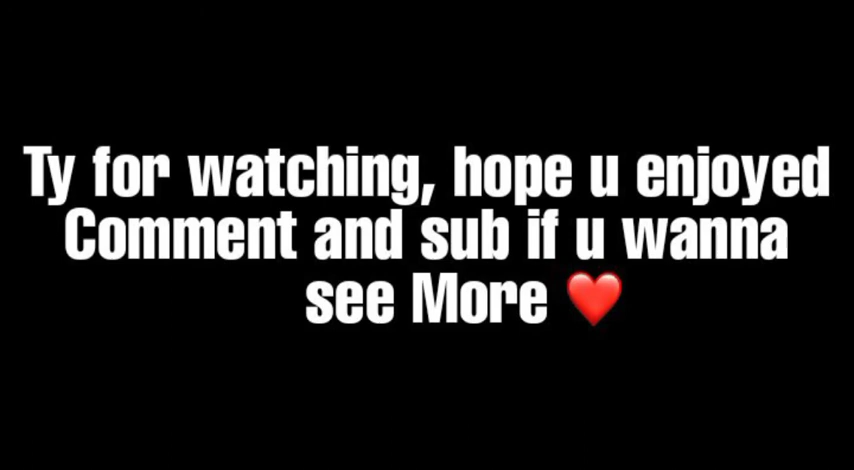 Ty for watching, hope u enjoyed
Comment and sub if u wanna
see More ❤️